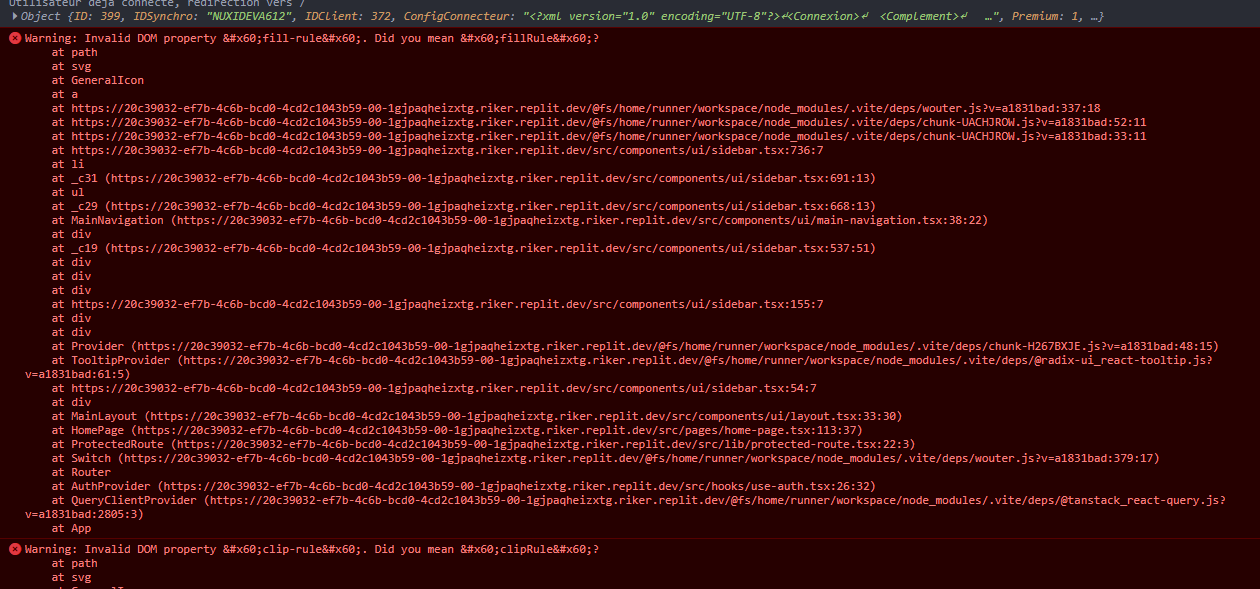 Utilisateur déjà connecté, redirection vers /
Object {ID: 399, IDSynchro: "NUXIDEVA612", IDClient: 372, ConfigConnecteur: "<?xml version="1.0" encoding="UTF-8"?>↵<Connexion>↵  <Complement>↵   …", Premium: 1, …}
Warning: Invalid DOM property &#x60;fill-rule&#x60;. Did you mean &#x60;fillRule&#x60;?
at path
at svg
at GeneralIcon
at a
at https://20c39032-ef7b-4c6b-bcd0-4cd2c1043b59-00-1gjpaqheizxtg.riker.replit.dev/@fs/home/runner/workspace/node_modules/.vite/deps/wouter.js?v=a1831bad:337:18
at https://20c39032-ef7b-4c6b-bcd0-4cd2c1043b59-00-1gjpaqheizxtg.riker.replit.dev/@fs/home/runner/workspace/node_modules/.vite/deps/chunk-UACHJROW.js?v=a1831bad:52:11
at https://20c39032-ef7b-4c6b-bcd0-4cd2c1043b59-00-1gjpaqheizxtg.riker.replit.dev/@fs/home/runner/workspace/node_modules/.vite/deps/chunk-UACHJROW.js?v=a1831bad:33:11
at https://20c39032-ef7b-4c6b-bcd0-4cd2c1043b59-00-1gjpaqheizxtg.riker.replit.dev/src/components/ui/sidebar.tsx:736:7
at li
at _c31 (https://20c39032-ef7b-4c6b-bcd0-4cd2c1043b59-00-1gjpaqheizxtg.riker.replit.dev/src/components/ui/sidebar.tsx:691:13)
at ul
at _c29 (https://20c39032-ef7b-4c6b-bcd0-4cd2c1043b59-00-1gjpaqheizxtg.riker.replit.dev/src/components/ui/sidebar.tsx:668:13)
at MainNavigation (https://20c39032-ef7b-4c6b-bcd0-4cd2c1043b59-00-1gjpaqheizxtg.riker.replit.dev/src/components/ui/main-navigation.tsx:38:22)
at div
at _c19 (https://20c39032-ef7b-4c6b-bcd0-4cd2c1043b59-00-1gjpaqheizxtg.riker.replit.dev/src/components/ui/sidebar.tsx:537:51)
at div
at div
at div
at https://20c39032-ef7b-4c6b-bcd0-4cd2c1043b59-00-1gjpaqheizxtg.riker.replit.dev/src/components/ui/sidebar.tsx:155:7
at div
at div
at Provider (https://20c39032-ef7b-4c6b-bcd0-4cd2c1043b59-00-1gjpaqheizxtg.riker.replit.dev/@fs/home/runner/workspace/node_modules/.vite/deps/chunk-H267BXJE.js?v=a1831bad:48:15)
at TooltipProvider (https://20c39032-ef7b-4c6b-bcd0-4cd2c1043b59-00-1gjpaqheizxtg.riker.replit.dev/@fs/home/runner/workspace/node_modules/.vite/deps/@radix-ui_react-tooltip.js?
v=a1831bad:61:5)
at https://20c39032-ef7b-4c6b-bcd0-4cd2c1043b59-00-1gjpaqheizxtg.riker.replit.dev/src/components/ui/sidebar.tsx:54:7
at div
at MainLayout (https://20c39032-ef7b-4c6b-bcd0-4cd2c1043b59-00-1gjpaqheizxtg.riker.replit.dev/src/components/ui/layout.tsx:33:30)
at HomePage (https://20c39032-ef7b-4c6b-bcd0-4cd2c1043b59-00-1gjpaqheizxtg.riker.replit.dev/src/pages/home-page.tsx:113:37)
at ProtectedRoute (https://20c39032-ef7b-4c6b-bcd0-4cd2c1043b59-00-1gjpaqheizxtg.riker.replit.dev/src/lib/protected-route.tsx:22:3)
at Switch (https://20c39032-ef7b-4c6b-bcd0-4cd2c1043b59-00-1gjpaqheizxtg.riker.replit.dev/@fs/home/runner/workspace/node_modules/.vite/deps/wouter.js?v=a1831bad:379:17)
at Router
at AuthProvider (https://20c39032-ef7b-4c6b-bcd0-4cd2c1043b59-00-1gjpaqheizxtg.riker.replit.dev/src/hooks/use-auth.tsx:26:32)
at QueryClientProvider (https://20c39032-ef7b-4c6b-bcd0-4cd2c1043b59-00-1gjpaqheizxtg.riker.replit.dev/@fs/home/runner/workspace/node_modules/.vite/deps/@tanstack_react-query.js?
v=a1831bad:2805:3)
at App
Warning: Invalid DOM property &#x60;clip-rule&#x60;. Did you mean &#x60;clipRule&#x60;?
at path
at svg